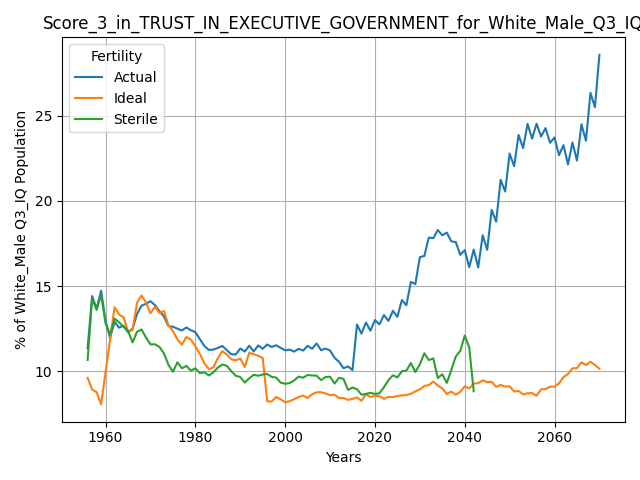 Score_3_in_TRUST_IN_EXECUTIVE_GOVERNMENT_for_White_Male_Q3_IQ
Fertility
Actual
Ideal
Sterile
% of White_Male Q3_IQ Population
25
20
15
10
1960
1980
2000
2020
2040
2060
Years